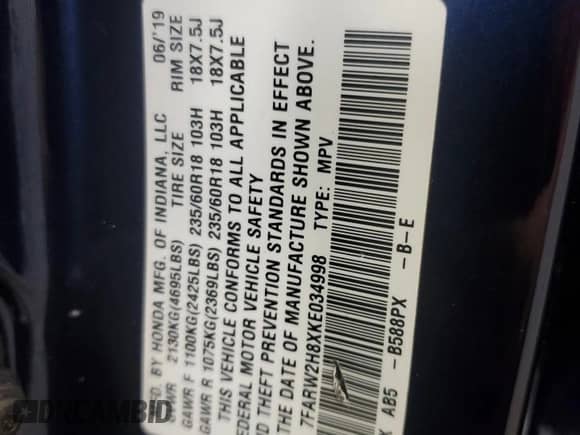 D. BY HONDA MFG. OF INDIANA, LLC 06/'19
2130KG(4695LBS) TIRE SIZE RIM SIZE
GAWR F 1100KG(2425LBS) 235/60R18 103H 18X7.5J
GAWR R 1075KG(2369LBS) 235/60R18 103H 18X7.5J
THIS VEHICLE CONFORMS TO ALL APPLICABLE
FEDERAL MOTOR VEHICLE SAFETY
D THEFT PREVENTION STANDARDS IN EFFECT
THE DATE OF MANUFACTURE SHOWN ABOVE.
7FARW2H8XKE034998 TYPE: MPV
AB5 -B588PX -B-E